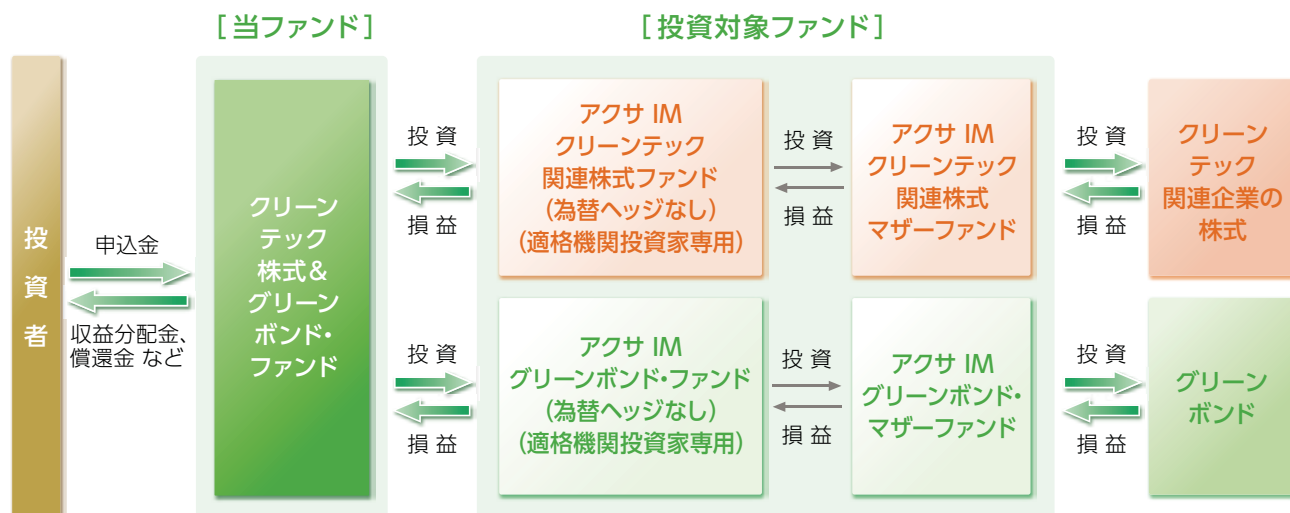 [当ファンド]
[投資対象ファンド]
投資者
申込金
収益分配金、
償還金 など
クリーン
テック
株式&
グリーン
ボンド・
ファンド
投 資
損 益
アクサ IM
クリーンテック
関連株式ファンド
(為替ヘッジなし)
(適格機関投資家専用)
投 資
損 益
アクサ IM
クリーンテック
関連株式
マザーファンド
投 資
損 益
クリーン
テック
関連企業の
株式
投 資
損 益
アクサ IM
グリーンボンド・ファンド
(為替ヘッジなし)
(適格機関投資家専用)
投 資
損 益
アクサ IM
グリーンボンド・
マザーファンド
投 資
損 益
グリーン
ボンド